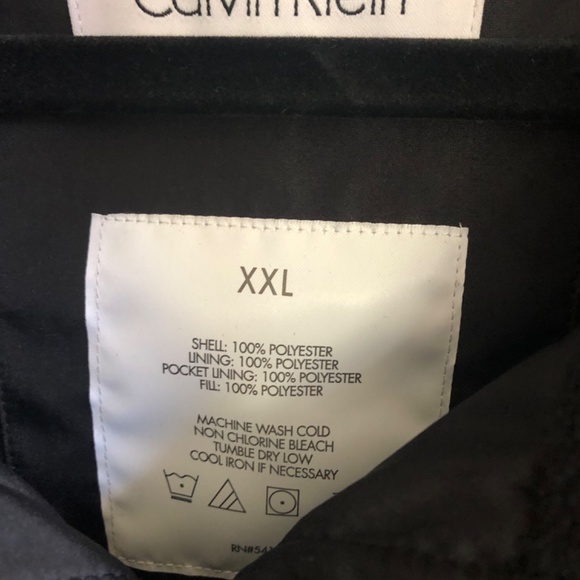 Calvin Klein
XXL
SHELL: 100% POLYESTER
LINING: 100% POLYESTER
POCKET LINING: 100% POLYESTER
FILL: 100% POLYESTER
MACHINE WASH COLD
NON CHLORINE BLEACH
TUMBLE DRY LOW
COOL IRON IF NECESSARY